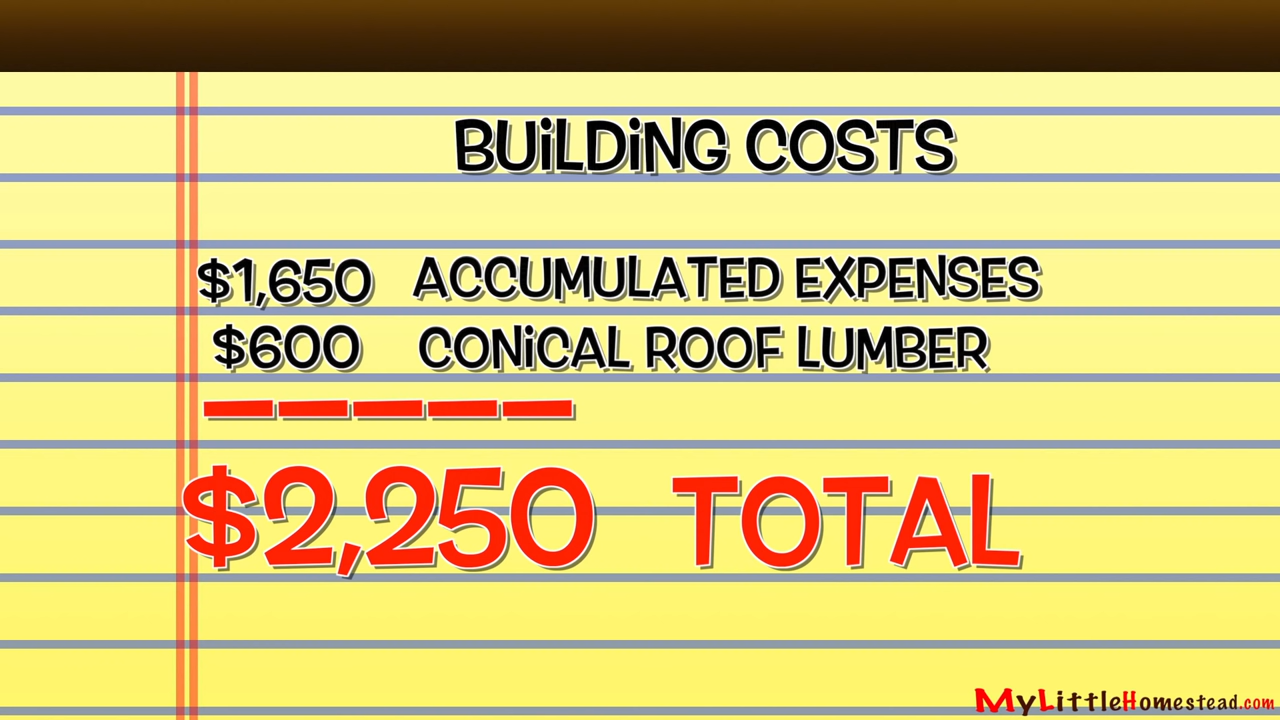 BUiLDiNG COSTS
$1,650 ACCUMULATED EXPENSES
$600 CONiCAL ROOF LUMBER
$2,250 TOTAL
MyLittleHomestead.com